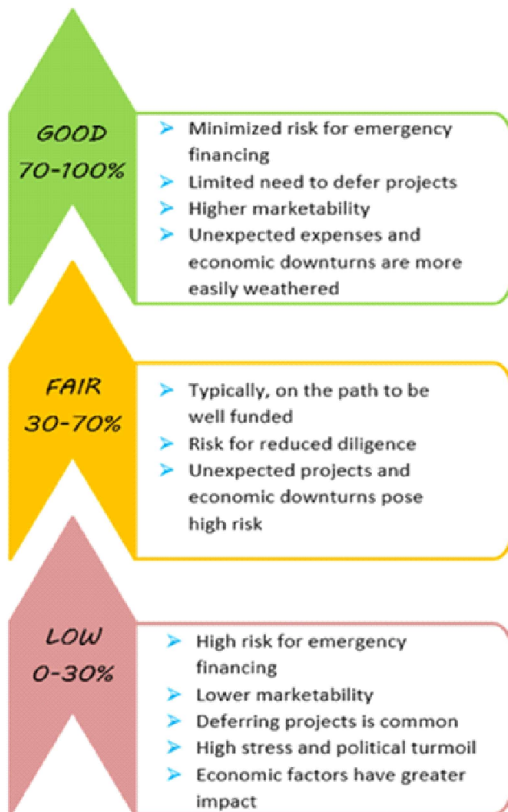 GOOD
70-100%
➤ Minimized risk for emergency
financing
➤ Limited need to defer projects
➤ Higher marketability
➤ Unexpected expenses and
economic downturns are more
easily weathered
FAIR
30-70%
➤ Typically, on the path to be
well funded
➤ Risk for reduced diligence
➤ Unexpected projects and
economic downturns pose
high risk
LOW
0-30%
➤ High risk for emergency
financing
➤ Lower marketability
➤ Deferring projects is common
➤ High stress and political turmoil
➤ Economic factors have greater
impact